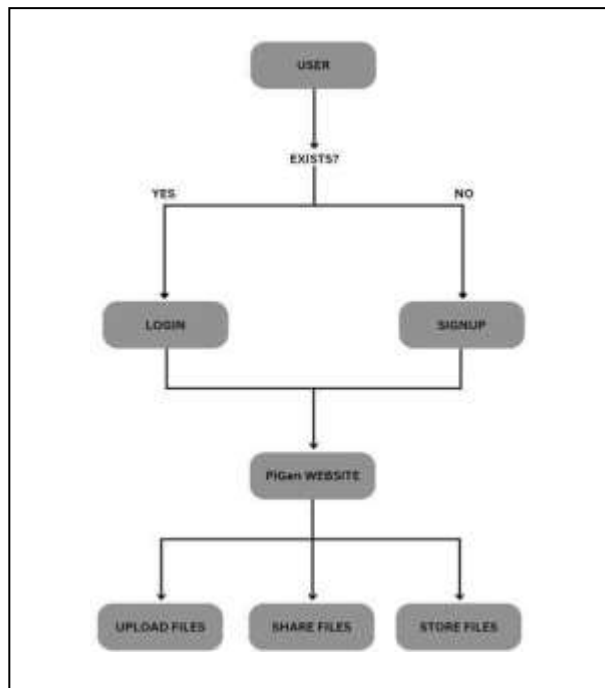 USER
EXISTS?
YES
NO
LOGIN
SIGNUP
PiGen WEBSITE
UPLOAD FILES
SHARE FILES
STORE FILES